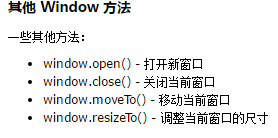 其他 Window 方法
一些其他方法：
• window.open() - 打开新窗口
• window.close() - 关闭当前窗口
• window.moveTo() - 移动当前窗口
• window.resizeTo() - 调整当前窗口的尺寸